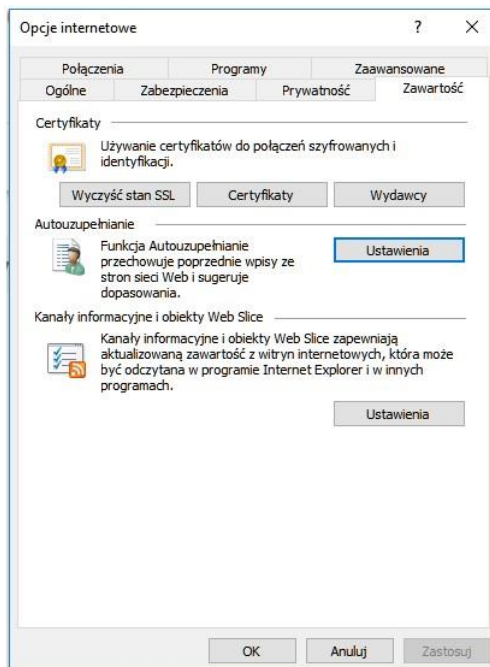 Opcje internetowe
?
Połączenia Programy Zaawansowane
Ogólne Zabezpieczenia Prywatność Zawartość
Certyfikaty
Używanie certyfikatów do połączeń szyfrowanych i
identyfikacji.
Wyczyść stan SSL Certyfikaty Wydawcy
Autouzupełnianie
Funkcja Autouzupełnianie
przechowuje poprzednie wpisy ze
stron sieci Web i sugeruje
dopasowania.
Ustawienia
Kanały informacyjne i obiekty Web Slice
Kanały informacyjne i obiekty Web Slice zapewniają
aktualizowaną zawartość z witryn internetowych, która może
być odczytana w programie Internet Explorer i w innych
programach.
Ustawienia
OK Anuluj Zastosuj